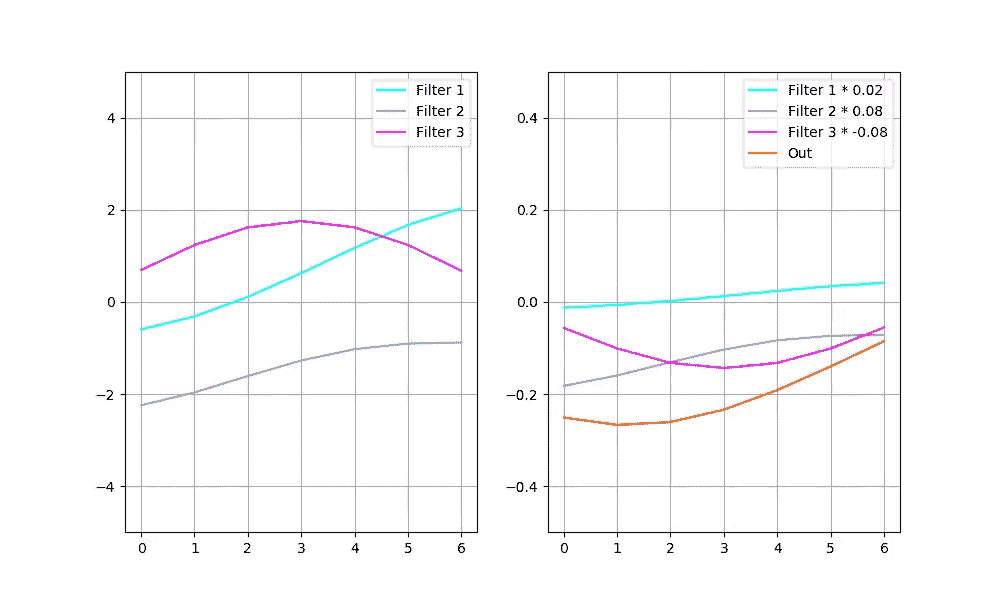 Filter 1
Filter 2
Filter 3
4
2
0
−2
−4
0 1 2 3 4 5 6
Filter 1 * 0.02
Filter 2 * 0.08
Filter 3 * -0.08
Out
0.4
0.2
0.0
−0.2
−0.4
0 1 2 3 4 5 6